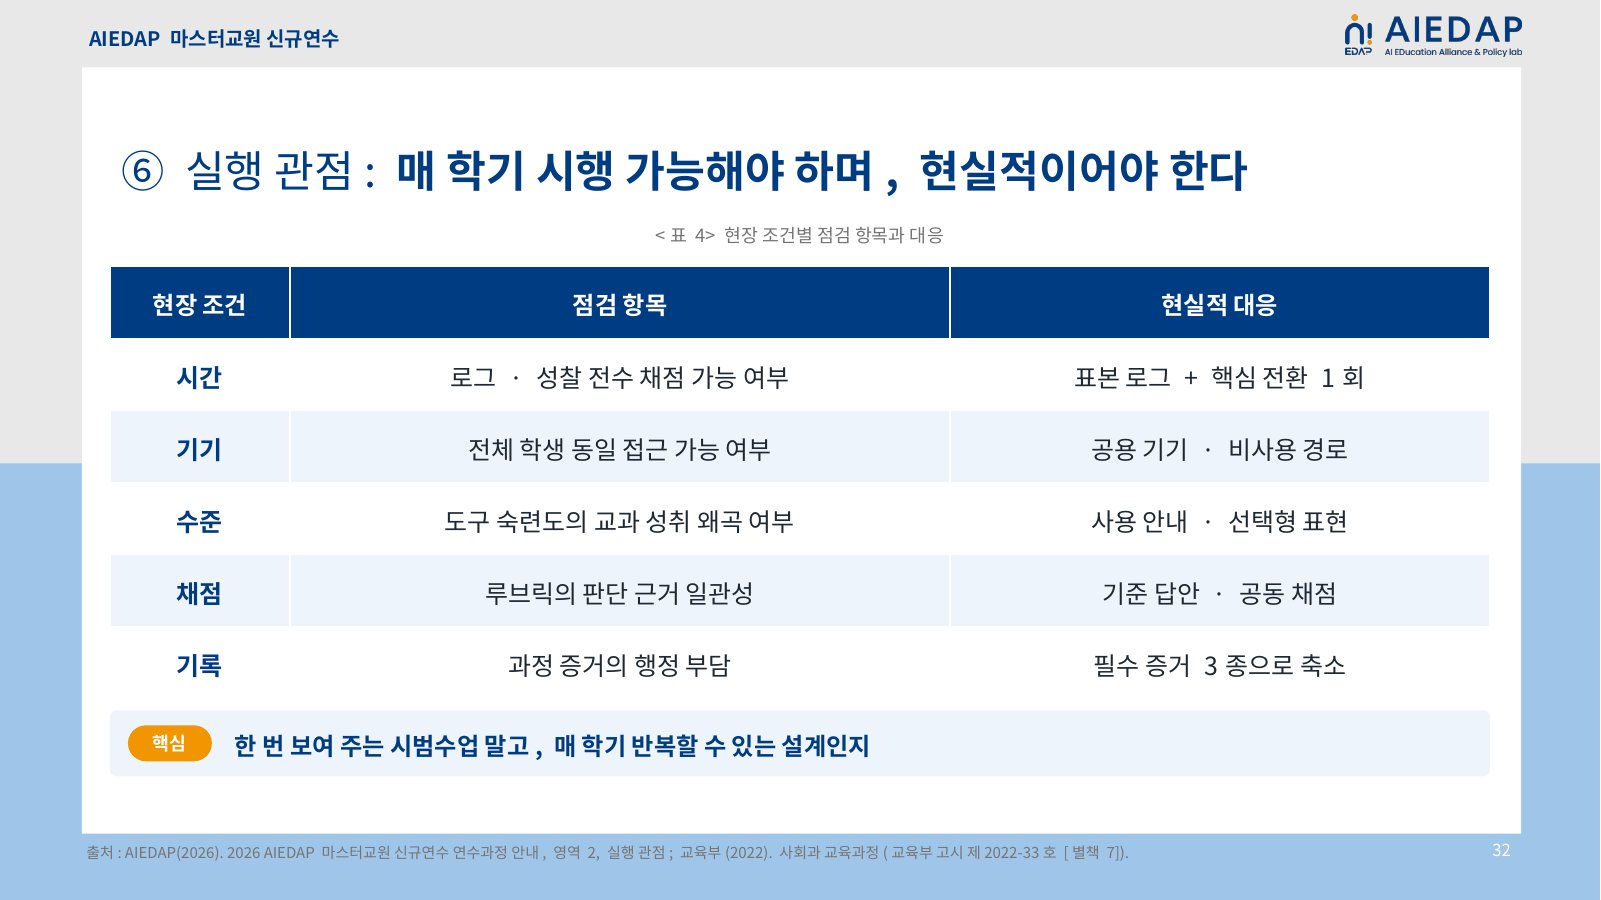 AIEDAP 마스터교원 신규연수
AIEDAP
EDAP
AI EDucation Alliance & Policy lab
⑥ 실행 관점 : 매 학기 시행 가능해야 하며 , 현실적이어야 한다
< 표 4> 현장 조건별 점검 항목과 대응
현장 조건 점검 항목 현실적 대응
시간 로그 · 성찰 전수 채점 가능 여부 표본 로그 + 핵심 전환 1 회
기기 전체 학생 동일 접근 가능 여부 공용 기기 · 비사용 경로
수준 도구 숙련도의 교과 성취 왜곡 여부 사용 안내 · 선택형 표현
채점 루브릭의 판단 근거 일관성 기준 답안 · 공동 채점
기록 과정 증거의 행정 부담 필수 증거 3 종으로 축소
핵심 한 번 보여 주는 시범수업 말고 , 매 학기 반복할 수 있는 설계인지
출처 : AIEDAP(2026). 2026 AIEDAP 마스터교원 신규연수 연수과정 안내 , 영역 2, 실행 관점 ; 교육부 (2022). 사회과 교육과정 ( 교육부 고시 제 2022-33 호 [ 별책 7]).
32